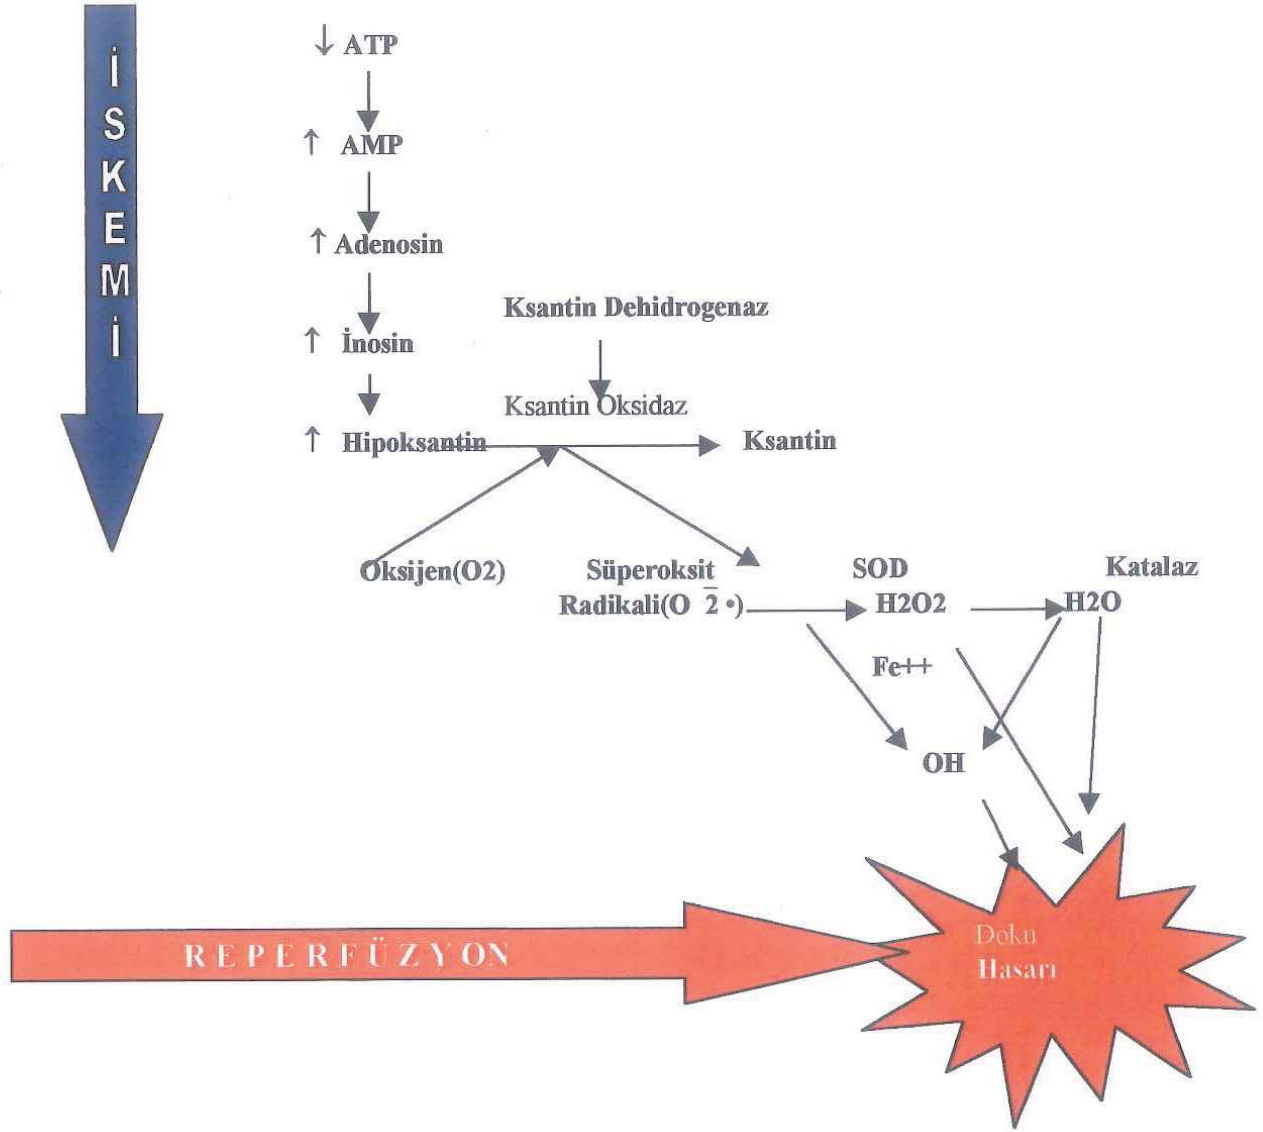 İSKEMİ
↓ ATP
↑ AMP
↑ Adenosin
Ksantin Dehidrogenaz
↑ İnosin
Ksantin Oksidaz
↑ Hipoksantin
Ksantin
Oksijen(O2)
Süperoksit
Radikali(O 2̅ •)
SOD
H2O2
Katalaz
H2O
Fe++
OH
REPERFÜZYON
Doku
Hasarı